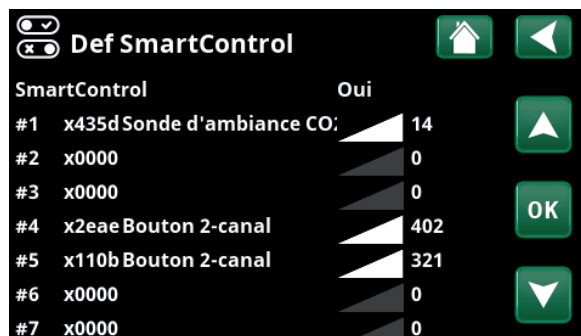 Def SmartControl
SmartControl Oui
#1 x435d Sonde d'ambiance CO2 14
#2 x0000 0
#3 x0000 0
#4 x2eae Bouton 2-canal 402
OK
#5 x110b Bouton 2-canal 321
#6 x0000 0
#7 x0000 0